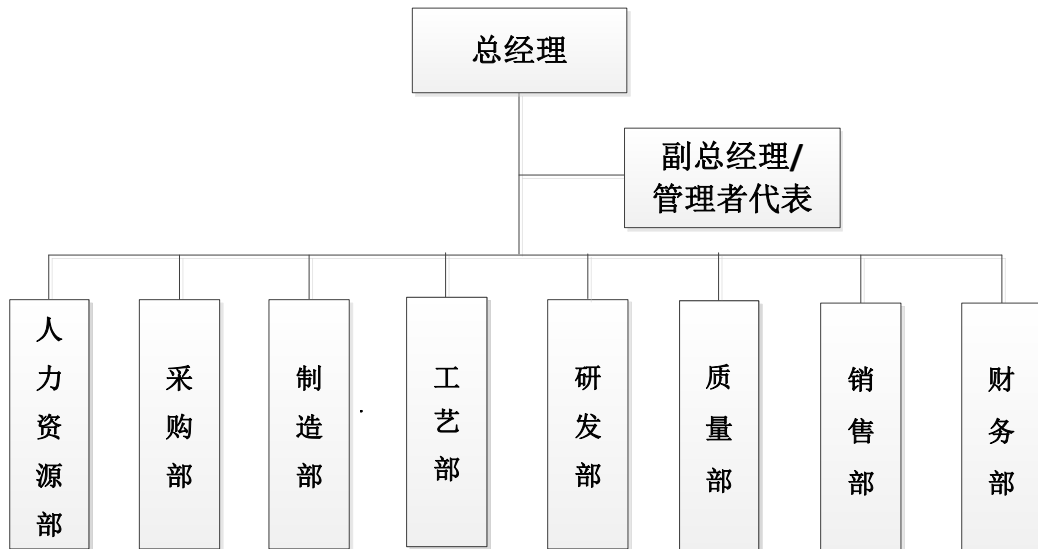 总经理
副总经理/
管理者代表
人力资源部
采购部
制造部
工艺部
研发部
质量部
销售部
财务部